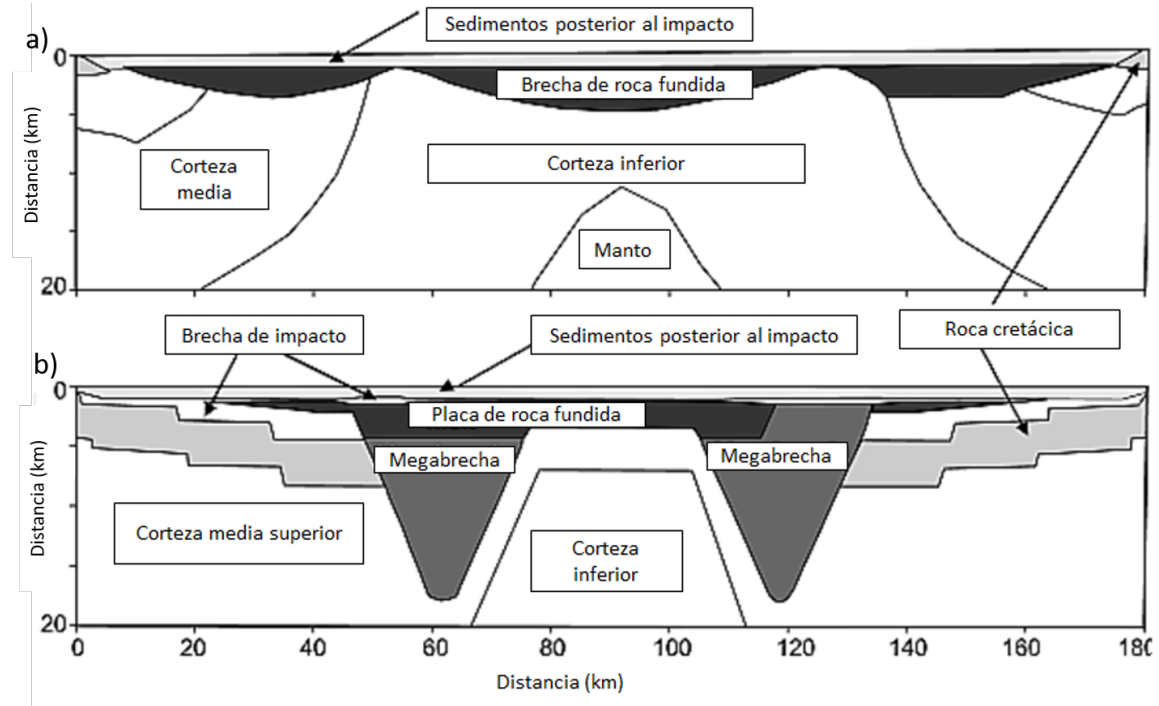 a)
Sedimentos posterior al impacto
0
Brecha de roca fundida
Distancia (km)
Corteza
media
Corteza inferior
Manto
20
Brecha de impacto
Sedimentos posterior al impacto
Roca cretácica
b)
0
Placa de roca fundida
Megabrecha
Megabrecha
Distancia (km)
Corteza media superior
Corteza
inferior
20
0 20 40 60 80 100 120 140 160 180
Distancia (km)